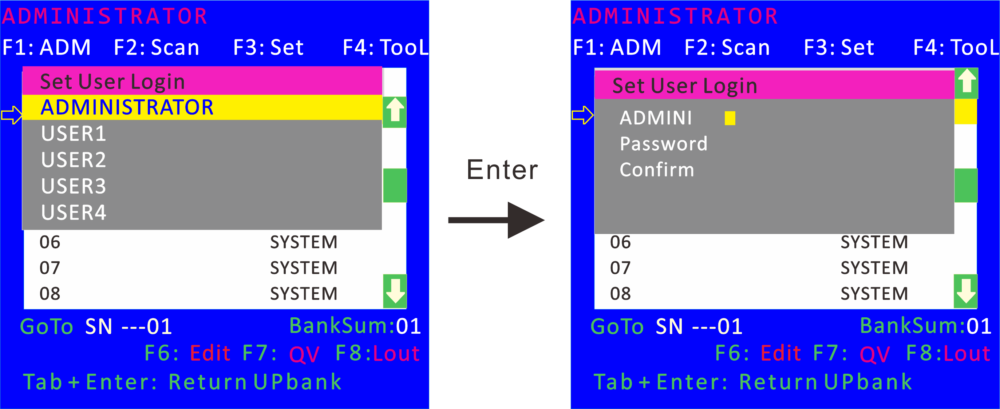 ADMINISTRATOR
F1: ADM F2: Scan F3: Set F4: TooL
Set User Login
ADMINISTRATOR
USER1
USER2
USER3
USER4
06 SYSTEM
07 SYSTEM
08 SYSTEM
GoTo SN ---01 BankSum:01
F6: Edit F7: QV F8:Lout
Tab+Enter: Return UPbank
Enter
ADMINISTRATOR
F1: ADM F2: Scan F3: Set F4: TooL
Set User Login
ADMINI
Password
Confirm
06 SYSTEM
07 SYSTEM
08 SYSTEM
GoTo SN ---01 BankSum:01
F6: Edit F7: QV F8:Lout
Tab+Enter: Return UPbank